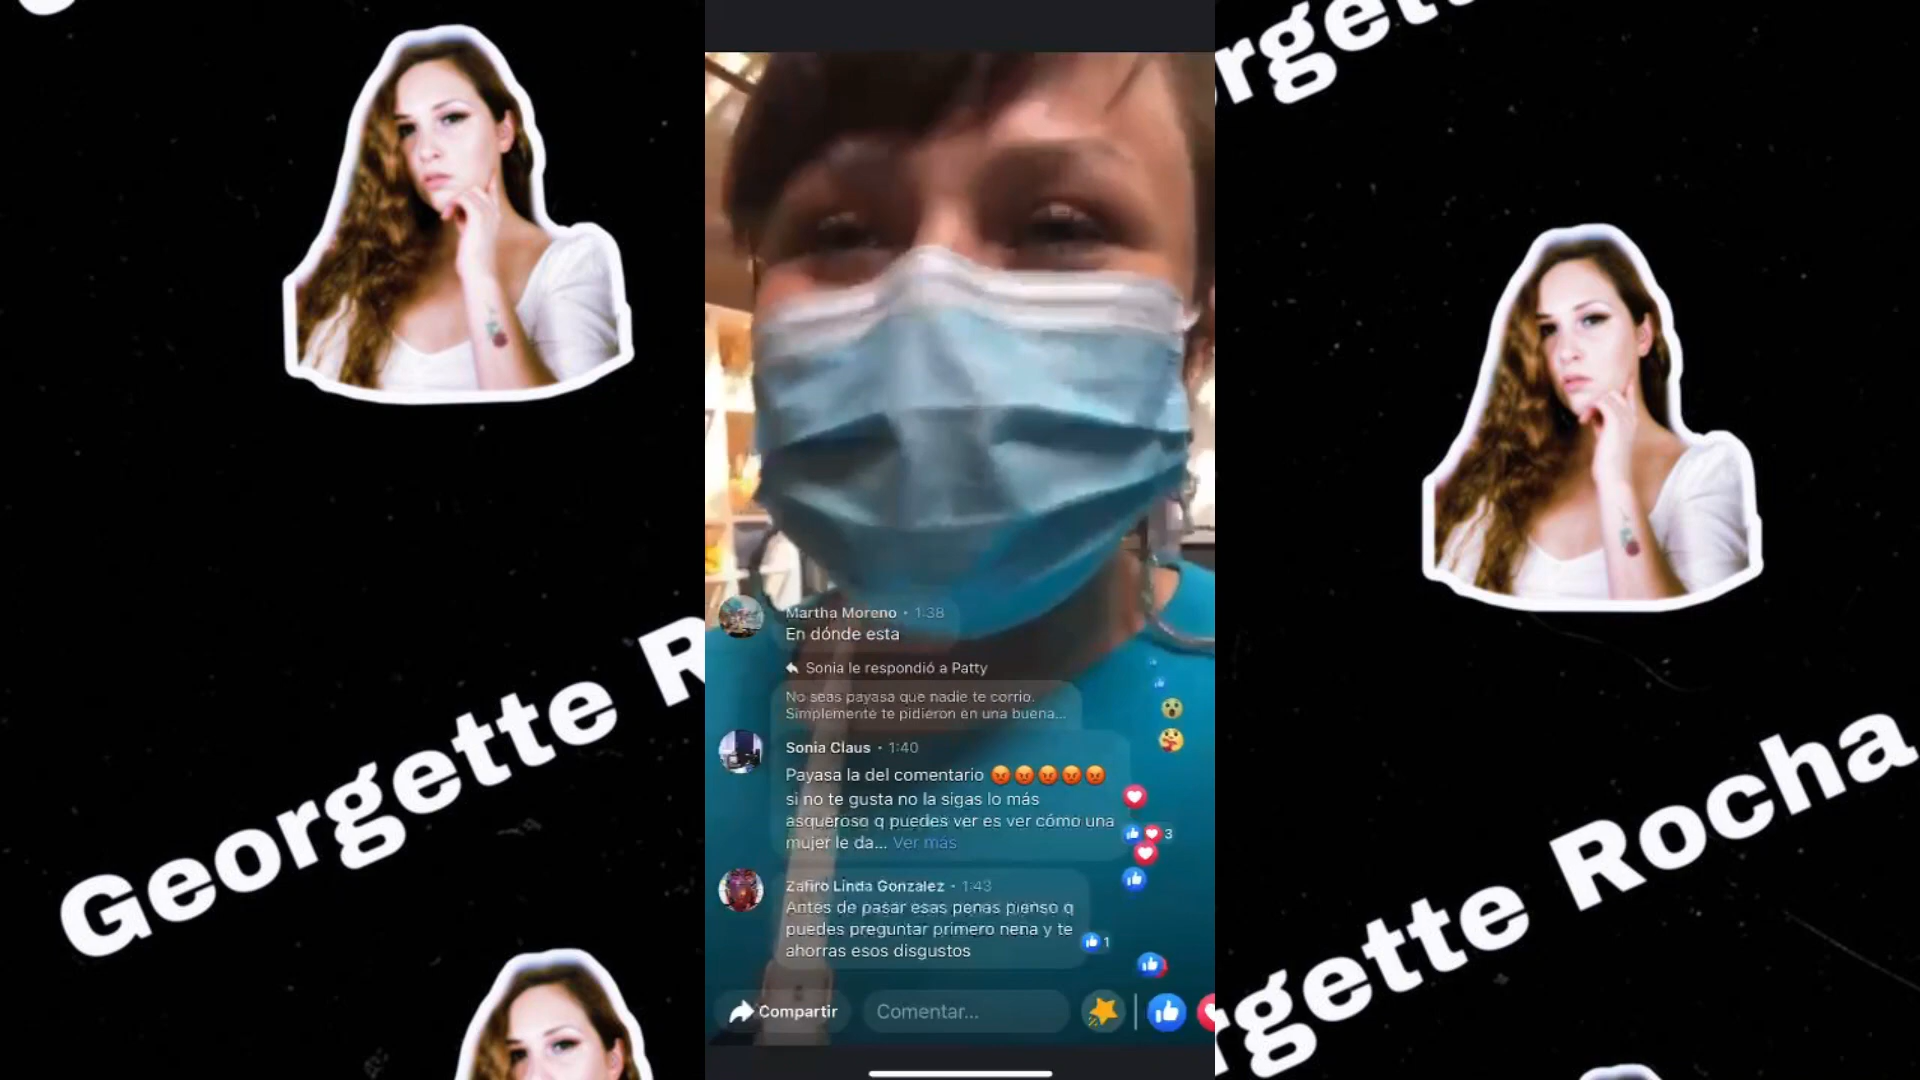 rgette
Georgette R
Georgette Rocha
rgette
Martha Moreno • 1:38
En dónde esta
Sonia le respondió a Patty
No seas payasa que nadie te corrio.
Simplemente te pidieron en una buena...
Sonia Claus • 1:40
Payasa la del comentario 😡😡😡😡😡
si no te gusta no la sigas lo más
asqueroso q puedes ver es ver cómo una
mujer le da... Ver más
3
Zafiro Linda Gonzalez • 1:43
Antes de pasar esas penas pienso q
puedes preguntar primero nena y te
ahorras esos disgustos
1
Compartir
Comentar...